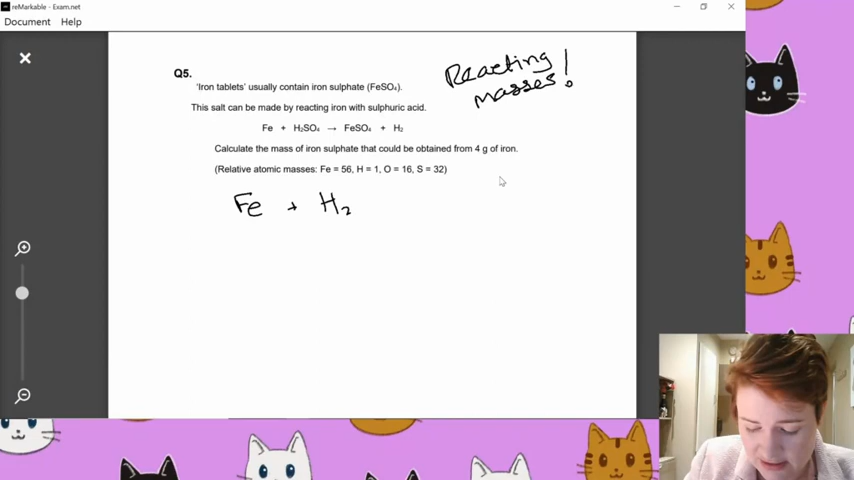 reMarkable - Exam.net
Document Help
Q5.
'Iron tablets' usually contain iron sulphate (FeSO₄).
This salt can be made by reacting iron with sulphuric acid.
Fe + H₂SO₄ → FeSO₄ + H₂
Calculate the mass of iron sulphate that could be obtained from 4 g of iron.
(Relative atomic masses: Fe = 56, H = 1, O = 16, S = 32)
Reacting
masses!
Fe + H₂